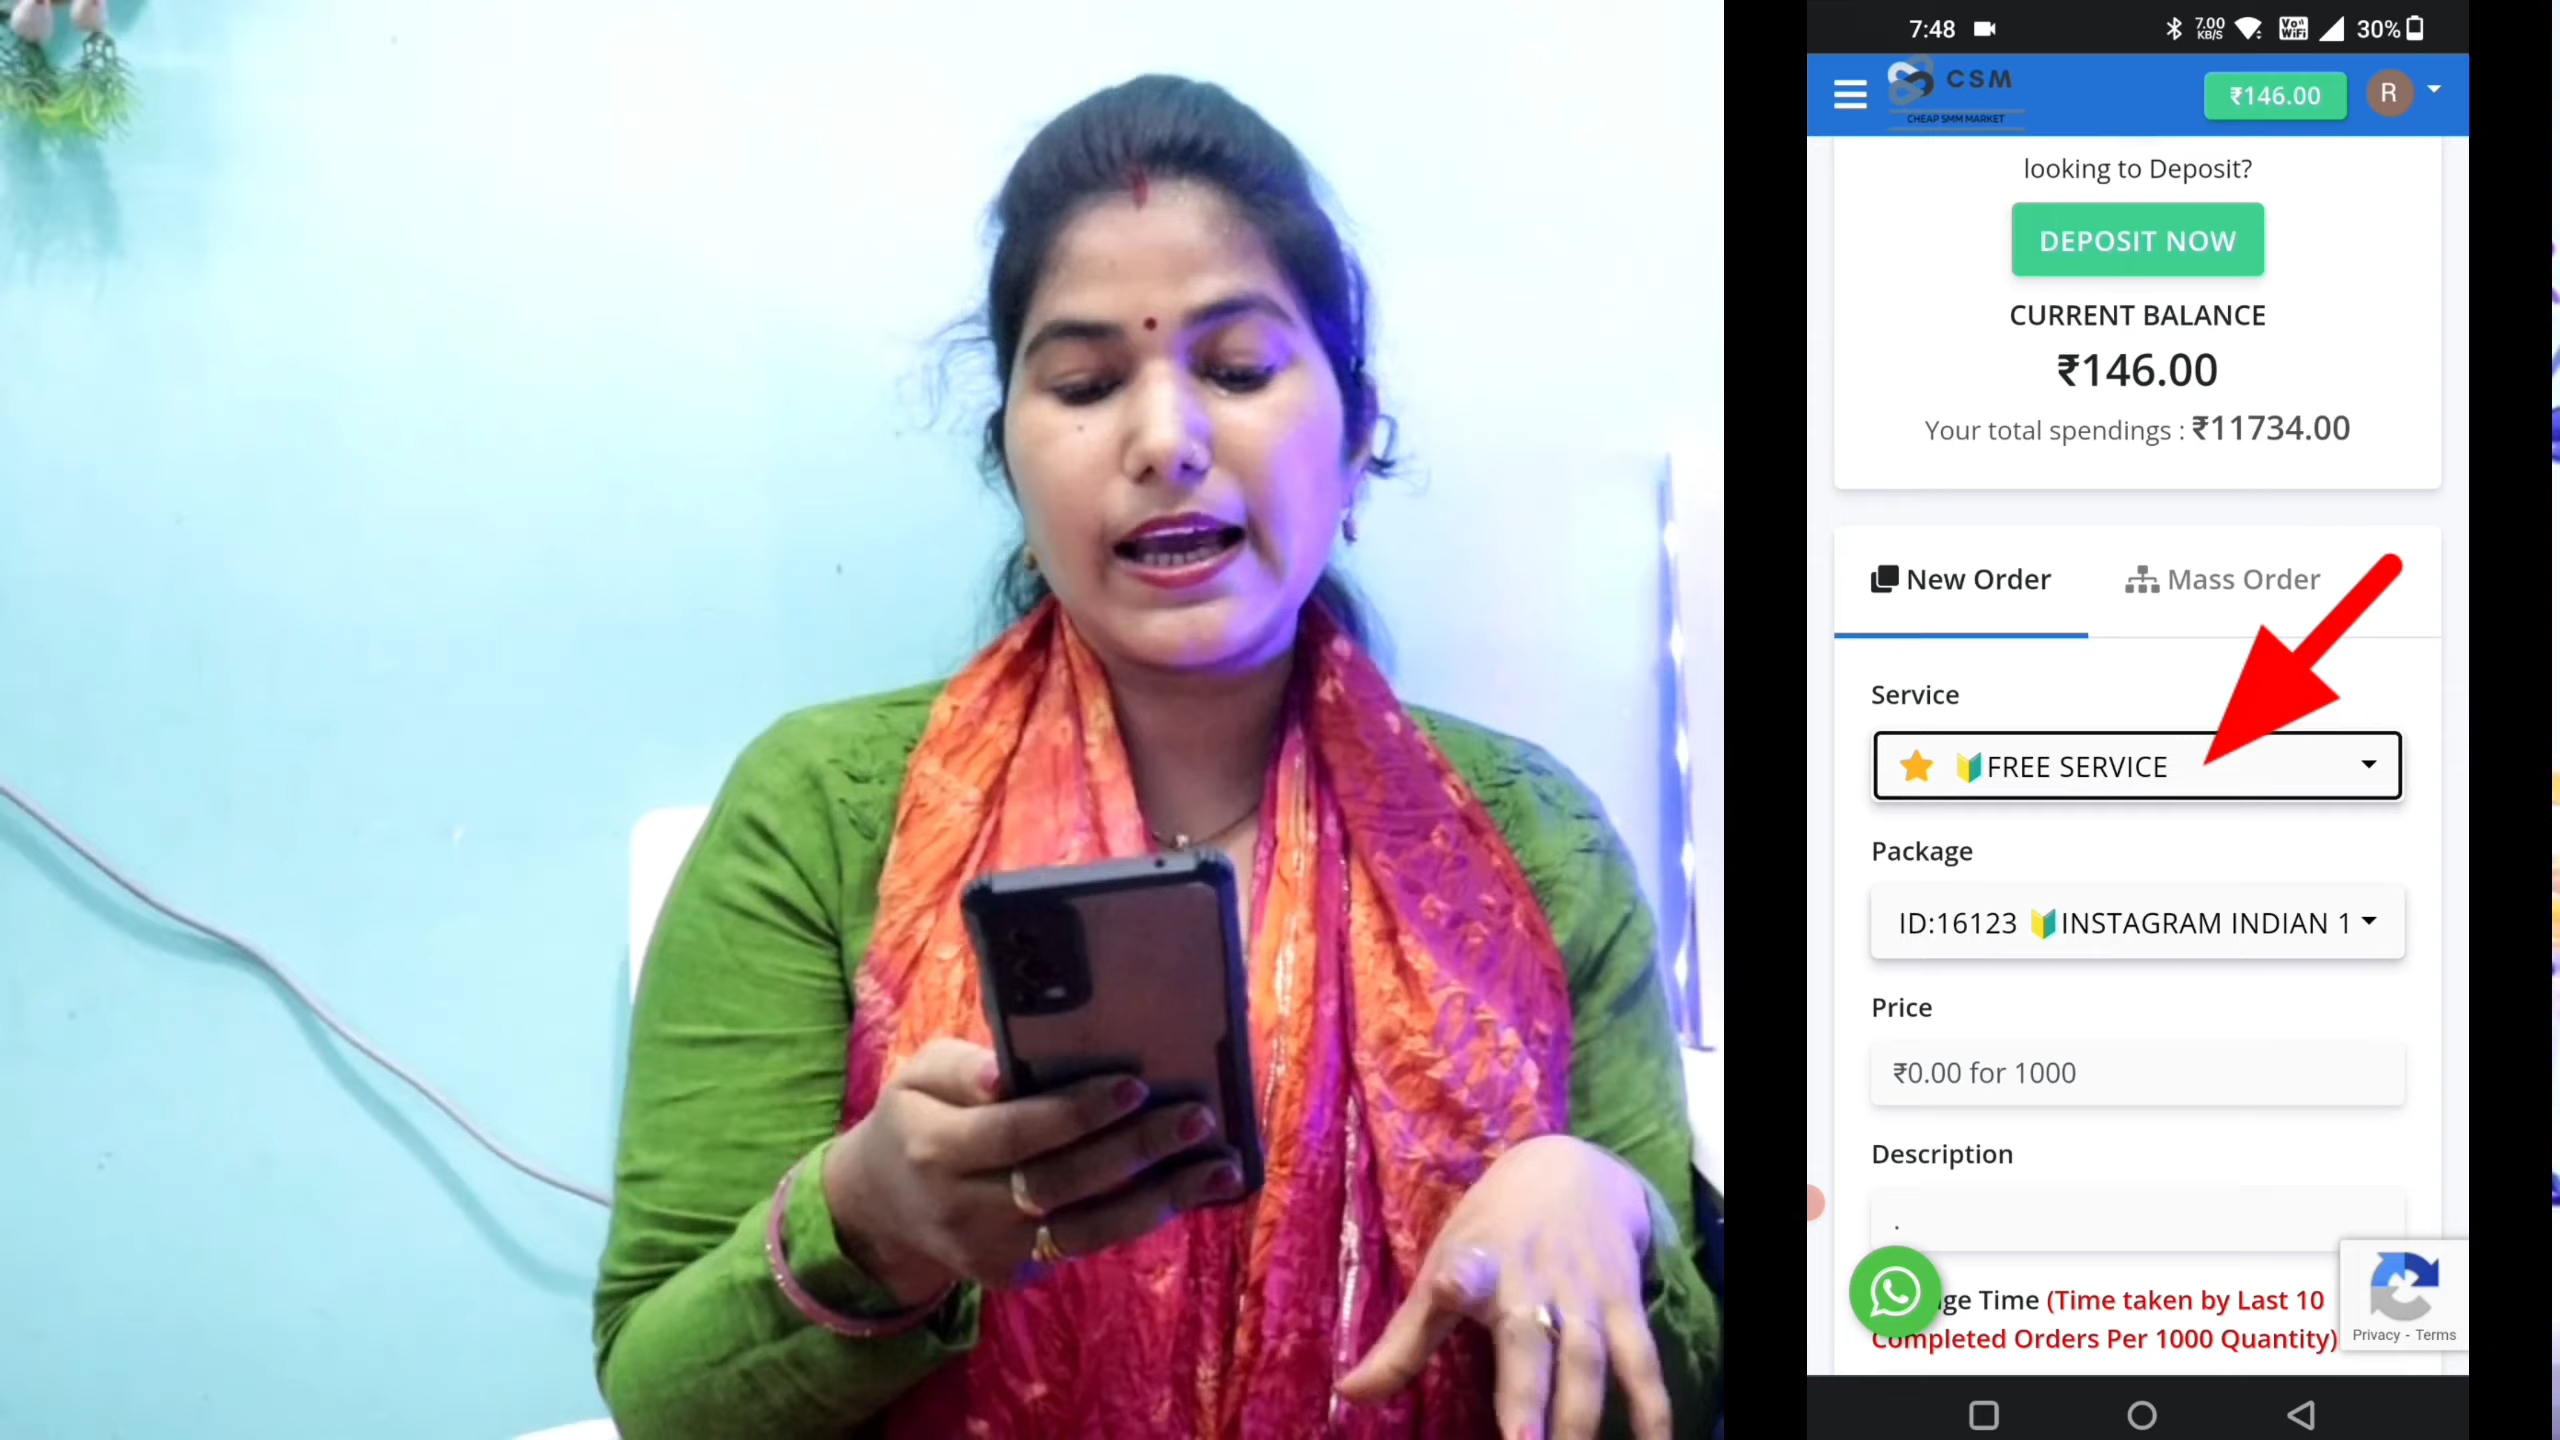 7:48
7.00
KB/S
Vo
WiFi
30%
CSM
CHEAP SMM MARKET
₹146.00
R
looking to Deposit?
DEPOSIT NOW
CURRENT BALANCE
₹146.00
Your total spendings : ₹11734.00
New Order
Mass Order
Service
FREE SERVICE
Package
ID:16123 🔰INSTAGRAM INDIAN 1
Price
₹0.00 for 1000
Description
.
ge Time (Time taken by Last 10
Completed Orders Per 1000 Quantity)
Privacy - Terms